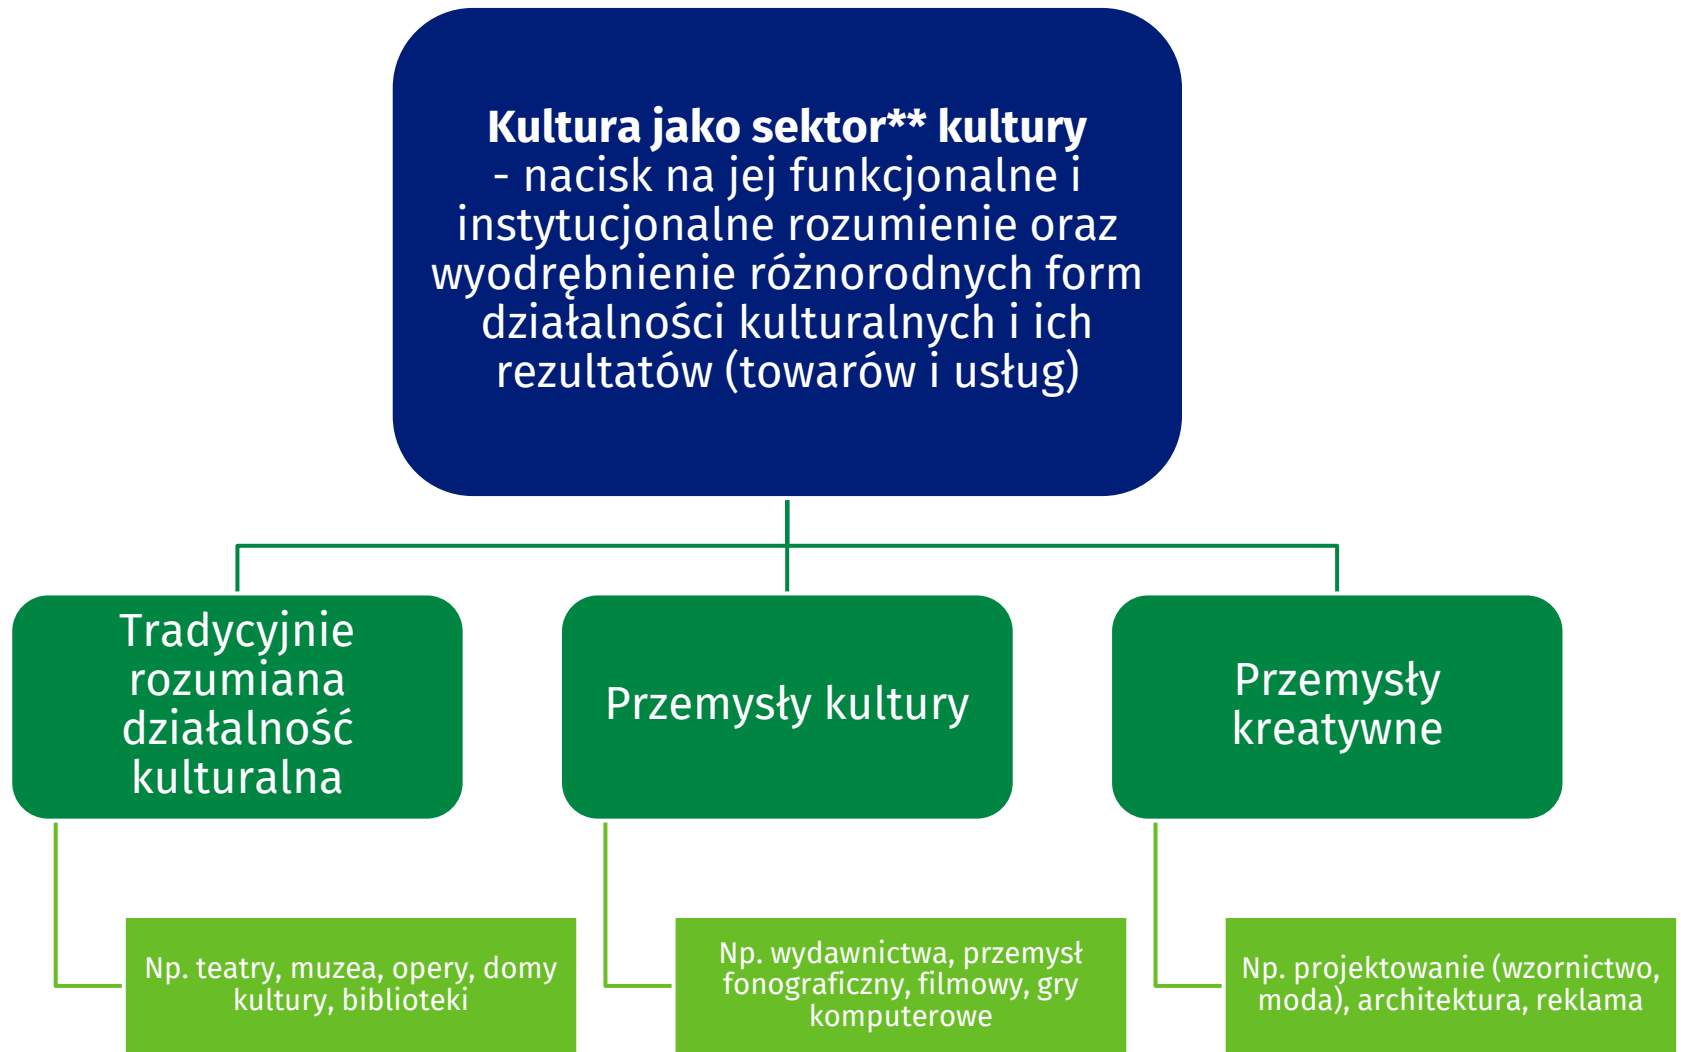 Kultura jako sektor** kultury
- nacisk na jej funkcjonalne i
instytucjonalne rozumienie oraz
wyodrębnienie różnorodnych form
działalności kulturalnych i ich
rezultatów (towarów i usług)
Tradycyjnie
rozumiana
działalność
kulturalna
Przemysły kultury
Przemysły
kreatywne
Np. teatry, muzea, opery, domy
kultury, biblioteki
Np. wydawnictwa, przemysł
fonograficzny, filmowy, gry
komputerowe
Np. projektowanie (wzornictwo,
moda), architektura, reklama